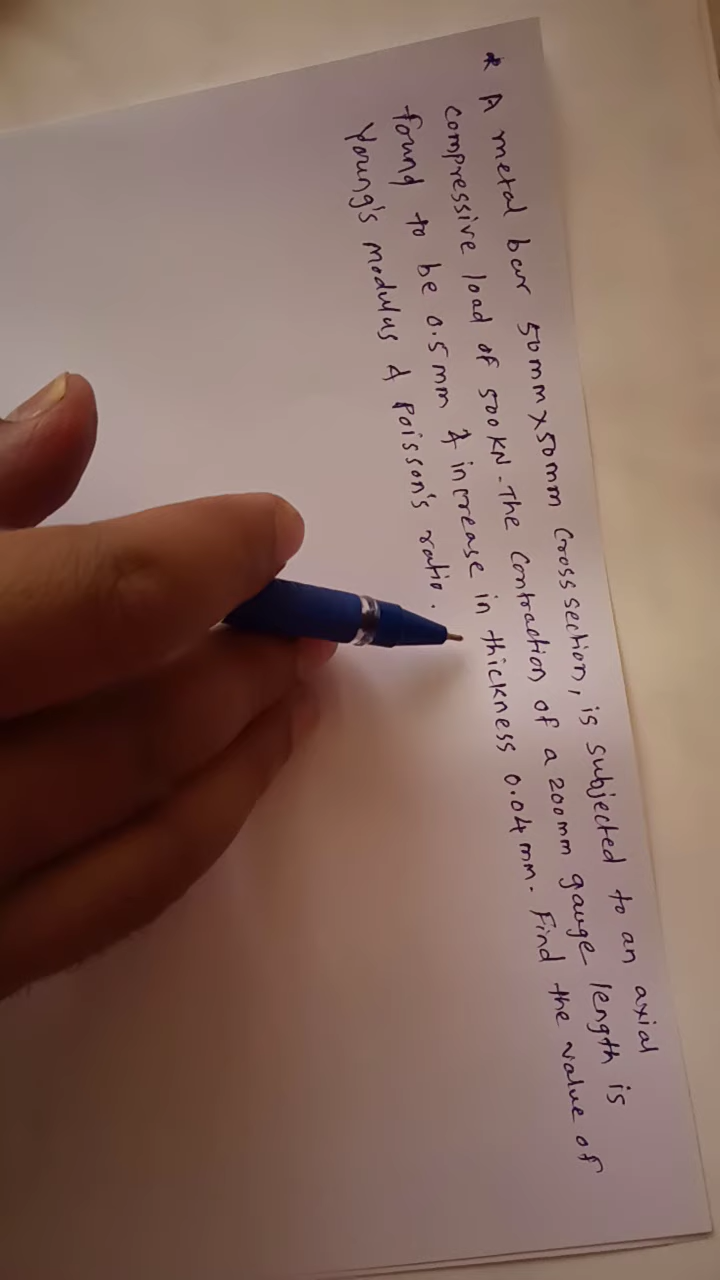 * A metal bar 50mm×50mm Cross section, is subjected to an axial
compressive load of 500 kN. The contraction of a 200mm gauge length is
found to be 0.5mm & increase in thickness 0.04mm. Find the value of
Young's modulus & Poisson's ratio.